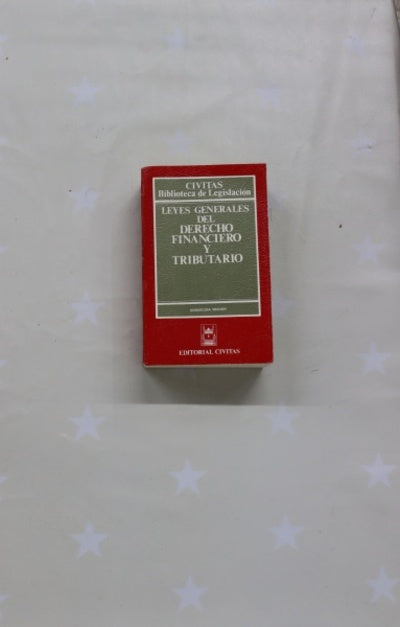 CIVITAS
Biblioteca de Legislación
LEYES GENERALES
DEL
DERECHO
FINANCIERO
Y
TRIBUTARIO
EDITORIAL CIVITAS